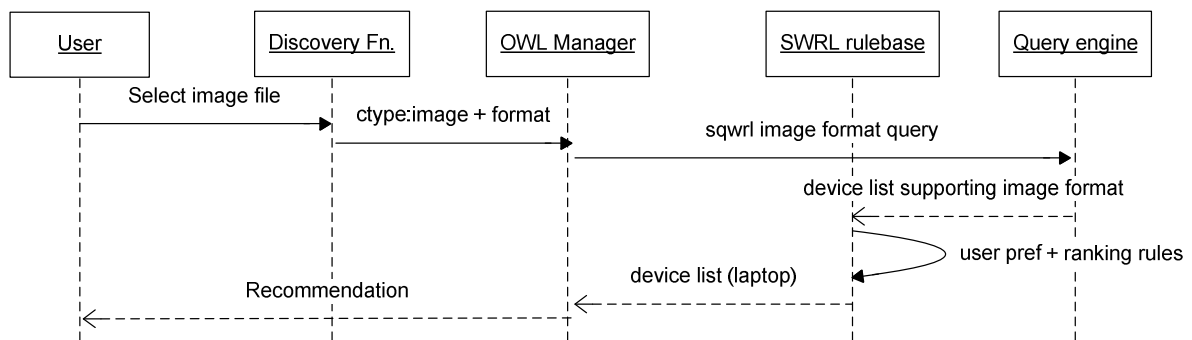 User
Discovery Fn.
OWL Manager
SWRL rulebase
Query engine
Select image file
ctype:image + format
sqwrl image format query
device list supporting image format
user pref + ranking rules
device list (laptop)
Recommendation